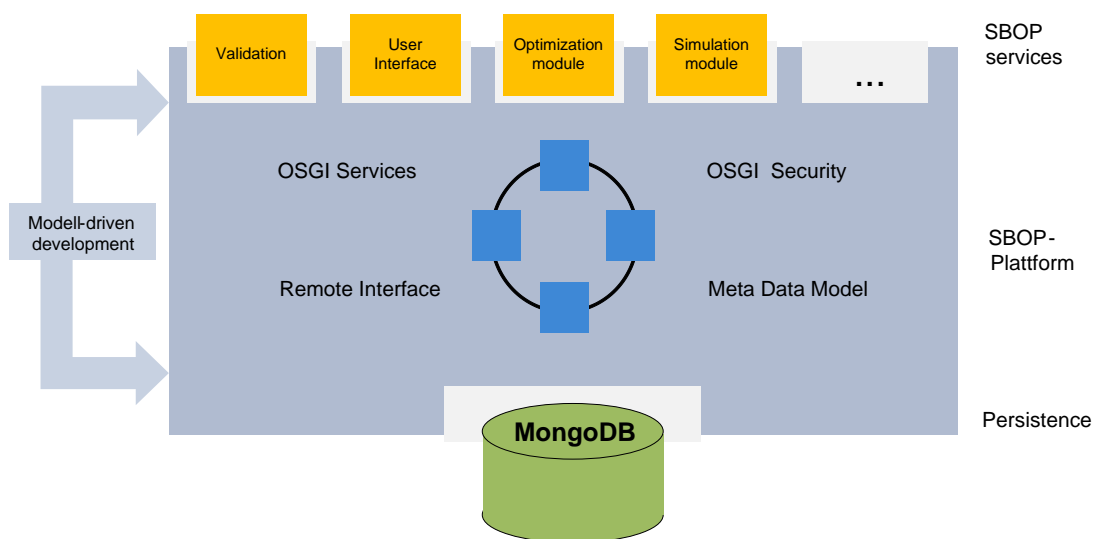 Validation
User
Interface
Optimization
module
Simulation
module
...
SBOP
services
OSGI Services
OSGI Security
Modell-driven
development
SBOP-
Plattform
Remote Interface
Meta Data Model
Persistence
MongoDB